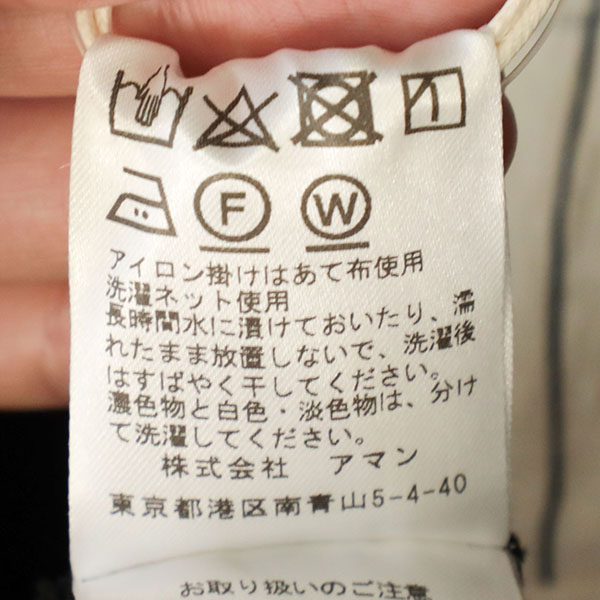 F W
アイロン掛けはあて布使用
洗濯ネット使用
長時間水に漬けておいたり、濡
れたまま放置しないで、洗濯後
はすばやく干してください。
濃色物と白色・淡色物は、分け
て洗濯してください。
株式会社 アマン
東京都港区南青山5-4-40
お取り扱いのご注意